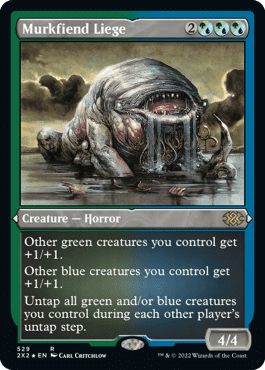 Murkfiend Liege 2
Creature — Horror
Other green creatures you control get
+1/+1.
Other blue creatures you control get
+1/+1.
Untap all green and/or blue creatures
you control during each other player's
untap step.
4/4
529 R
2X2 ★ EN CARL CRITCHLOW
™ & © 2022 Wizards of the Coast